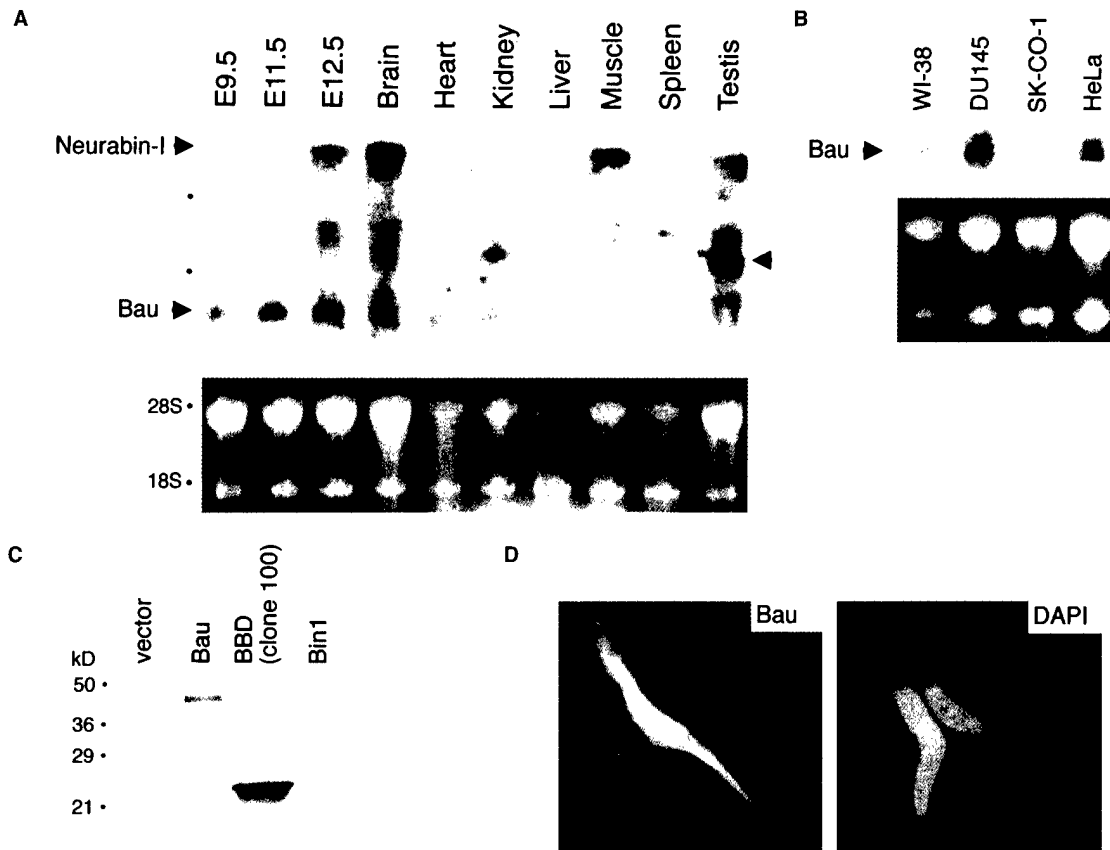 A
E9.5 E11.5 E12.5 Brain Heart Kidney Liver Muscle Spleen Testis
Neurabin-I
Bau
28S
18S
B
WI-38 DU145 SK-CO-1 HeLa
Bau
C
vector Bau BBD (clone 100) Bin1
kD
50
36
29
21
D
Bau
DAPI